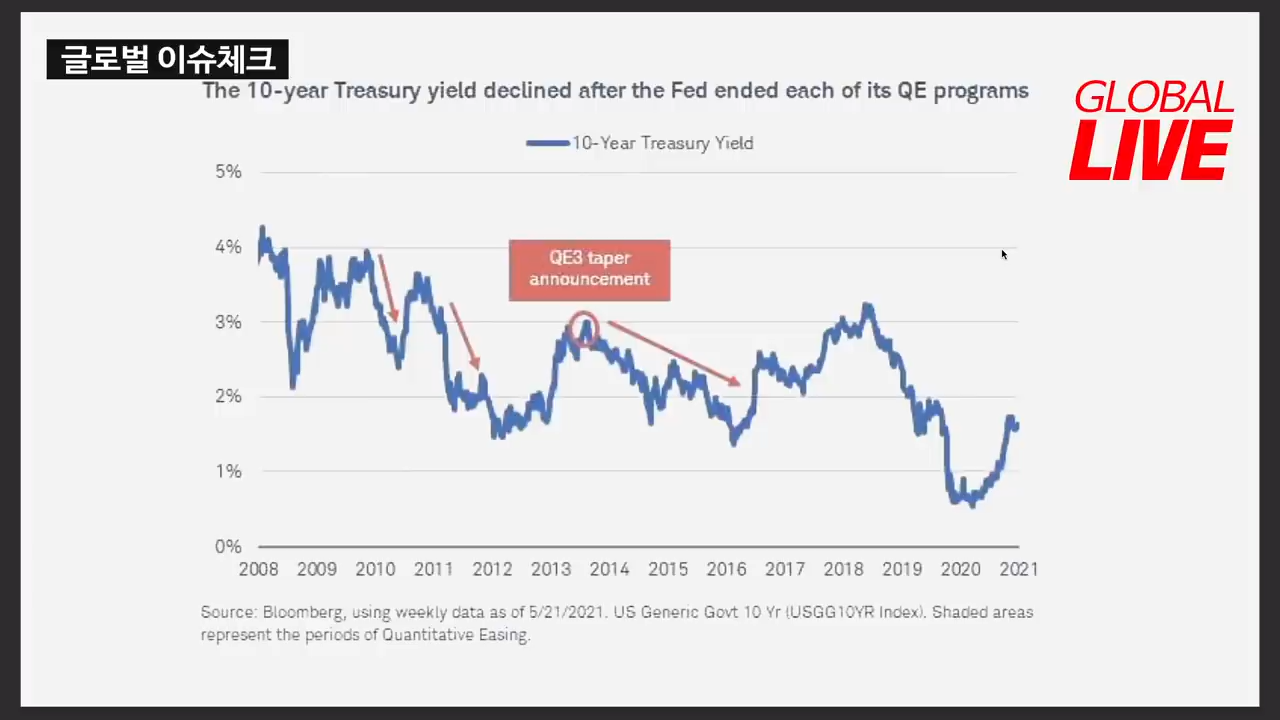 글로벌 이슈체크
The 10-year Treasury yield declined after the Fed ended each of its QE programs
GLOBAL
LIVE
10-Year Treasury Yield
5%
4%
3%
2%
1%
0%
QE3 taper
announcement
2008 2009 2010 2011 2012 2013 2014 2015 2016 2017 2018 2019 2020 2021
Source: Bloomberg, using weekly data as of 5/21/2021. US Generic Govt 10 Yr (USGG10YR Index). Shaded areas
represent the periods of Quantitative Easing.